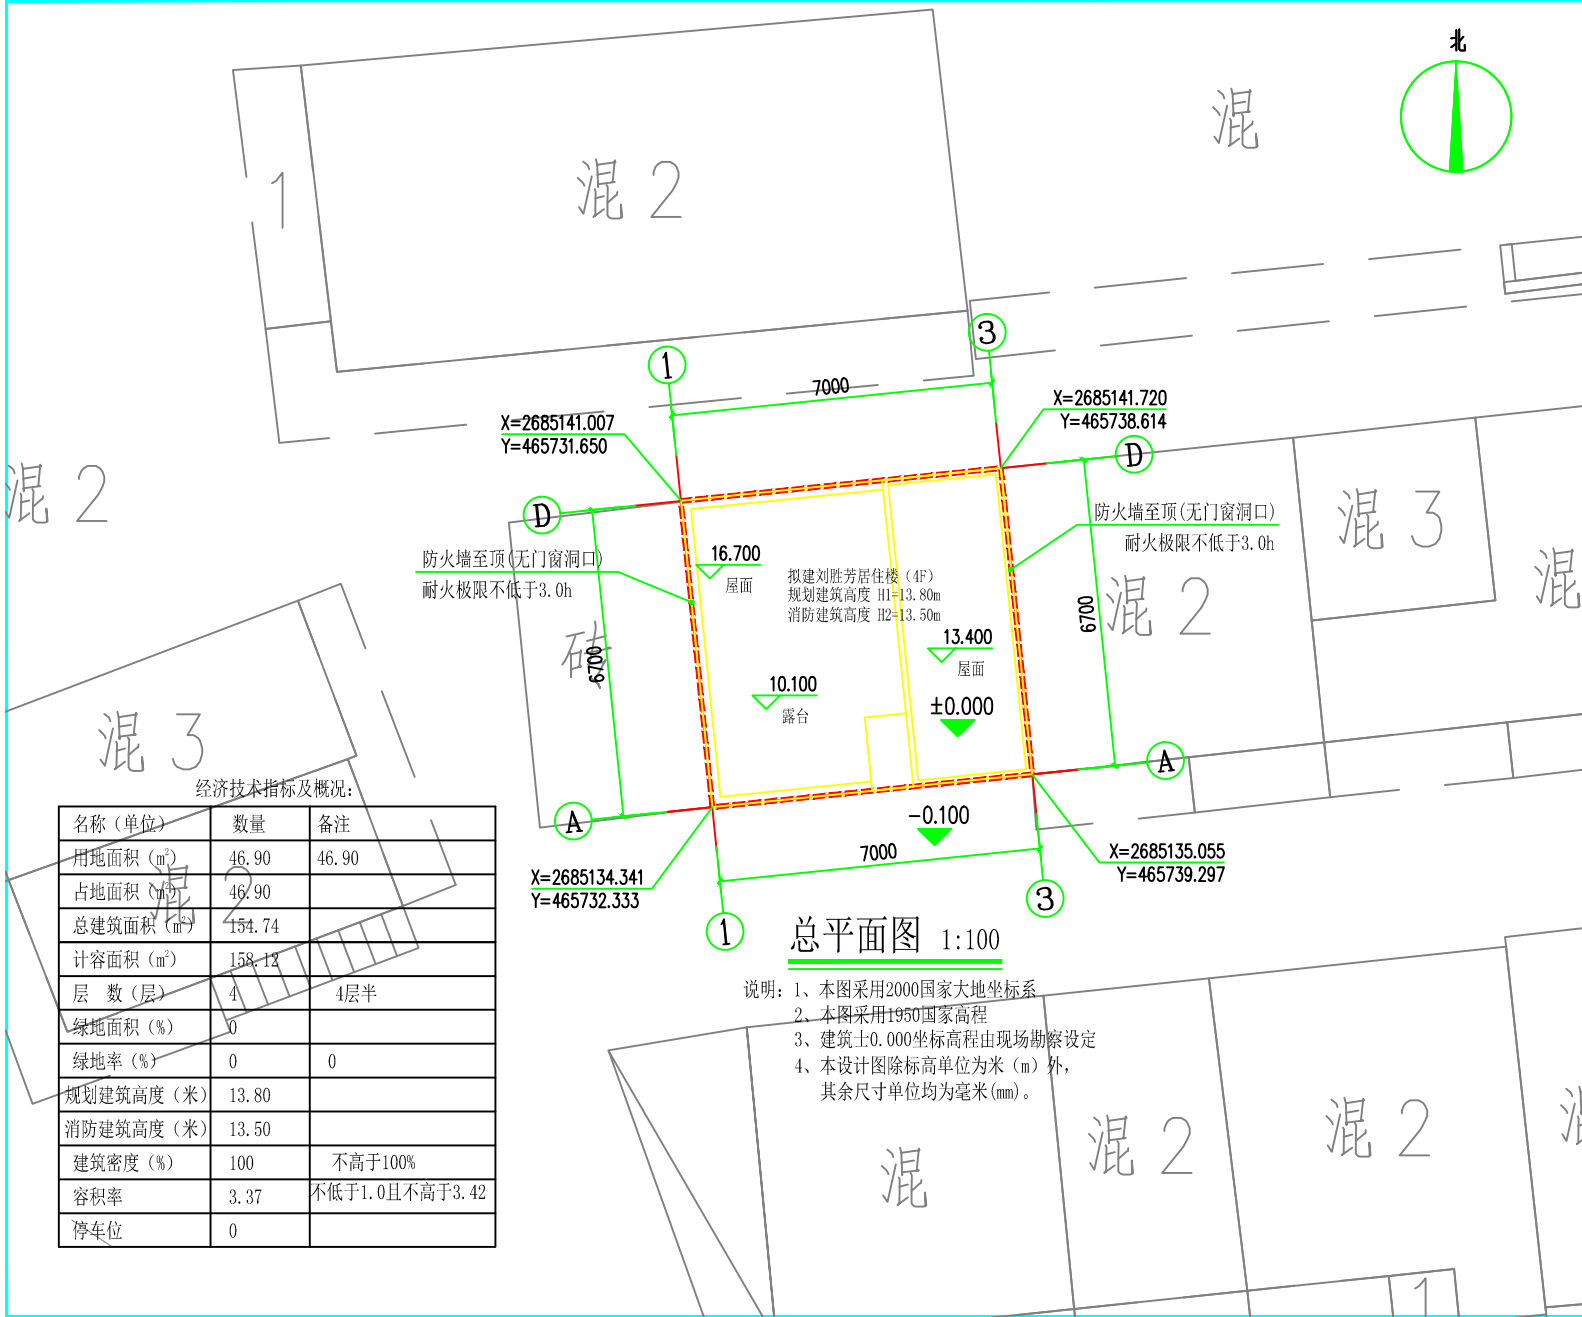 北
混
混 2
1
3
1
7000
X=2685141.720
Y=465738.614
X=2685141.007
Y=465731.650
D
混 2
D
防火墙至顶(无门窗洞口)
耐火极限不低于3.0h
混 3
混
防火墙至顶(无门窗洞口)
耐火极限不低于3.0h
16.700
屋面
拟建刘胜芳居住楼（4F）
规划建筑高度 H1=13.80m
消防建筑高度 H2=13.50m
混 2
6700
砖
6700
13.400
屋面
10.100
露台
±0.000
混 3
A
A
-0.100
7000
X=2685135.055
Y=465739.297
X=2685134.341
Y=465732.333
3
1
经济技术指标及概况:
名称（单位） 数量 备注
用地面积（㎡） 46.90 46.90
占地面积（㎡） 46.90
总建筑面积（㎡） 154.74
计容面积（㎡） 158.12
层 数（层） 4 4层半
绿地面积（%） 0
绿地率（%） 0 0
规划建筑高度（米） 13.80
消防建筑高度（米） 13.50
建筑密度（%） 100 不高于100%
容积率 3.37 不低于1.0且不高于3.42
停车位 0
混 2
总平面图 1:100
说明: 1、本图采用2000国家大地坐标系
2、本图采用1950国家高程
3、建筑士0.000坐标高程由现场勘察设定
4、本设计图除标高单位为米（m）外，
其余尺寸单位均为毫米(mm)。
混
混 2
混 2
混
1